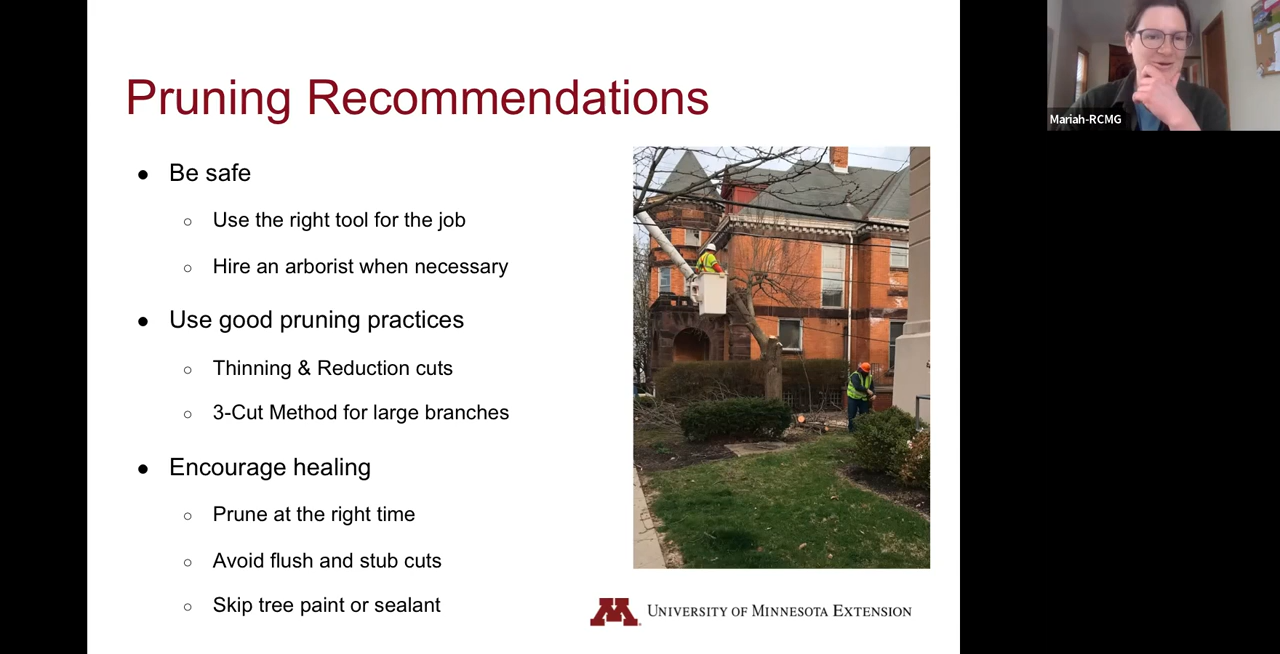 Pruning Recommendations
● Be safe
○ Use the right tool for the job
○ Hire an arborist when necessary
● Use good pruning practices
○ Thinning & Reduction cuts
○ 3-Cut Method for large branches
● Encourage healing
○ Prune at the right time
○ Avoid flush and stub cuts
○ Skip tree paint or sealant
M
UNIVERSITY OF MINNESOTA EXTENSION
Mariah-RCMG